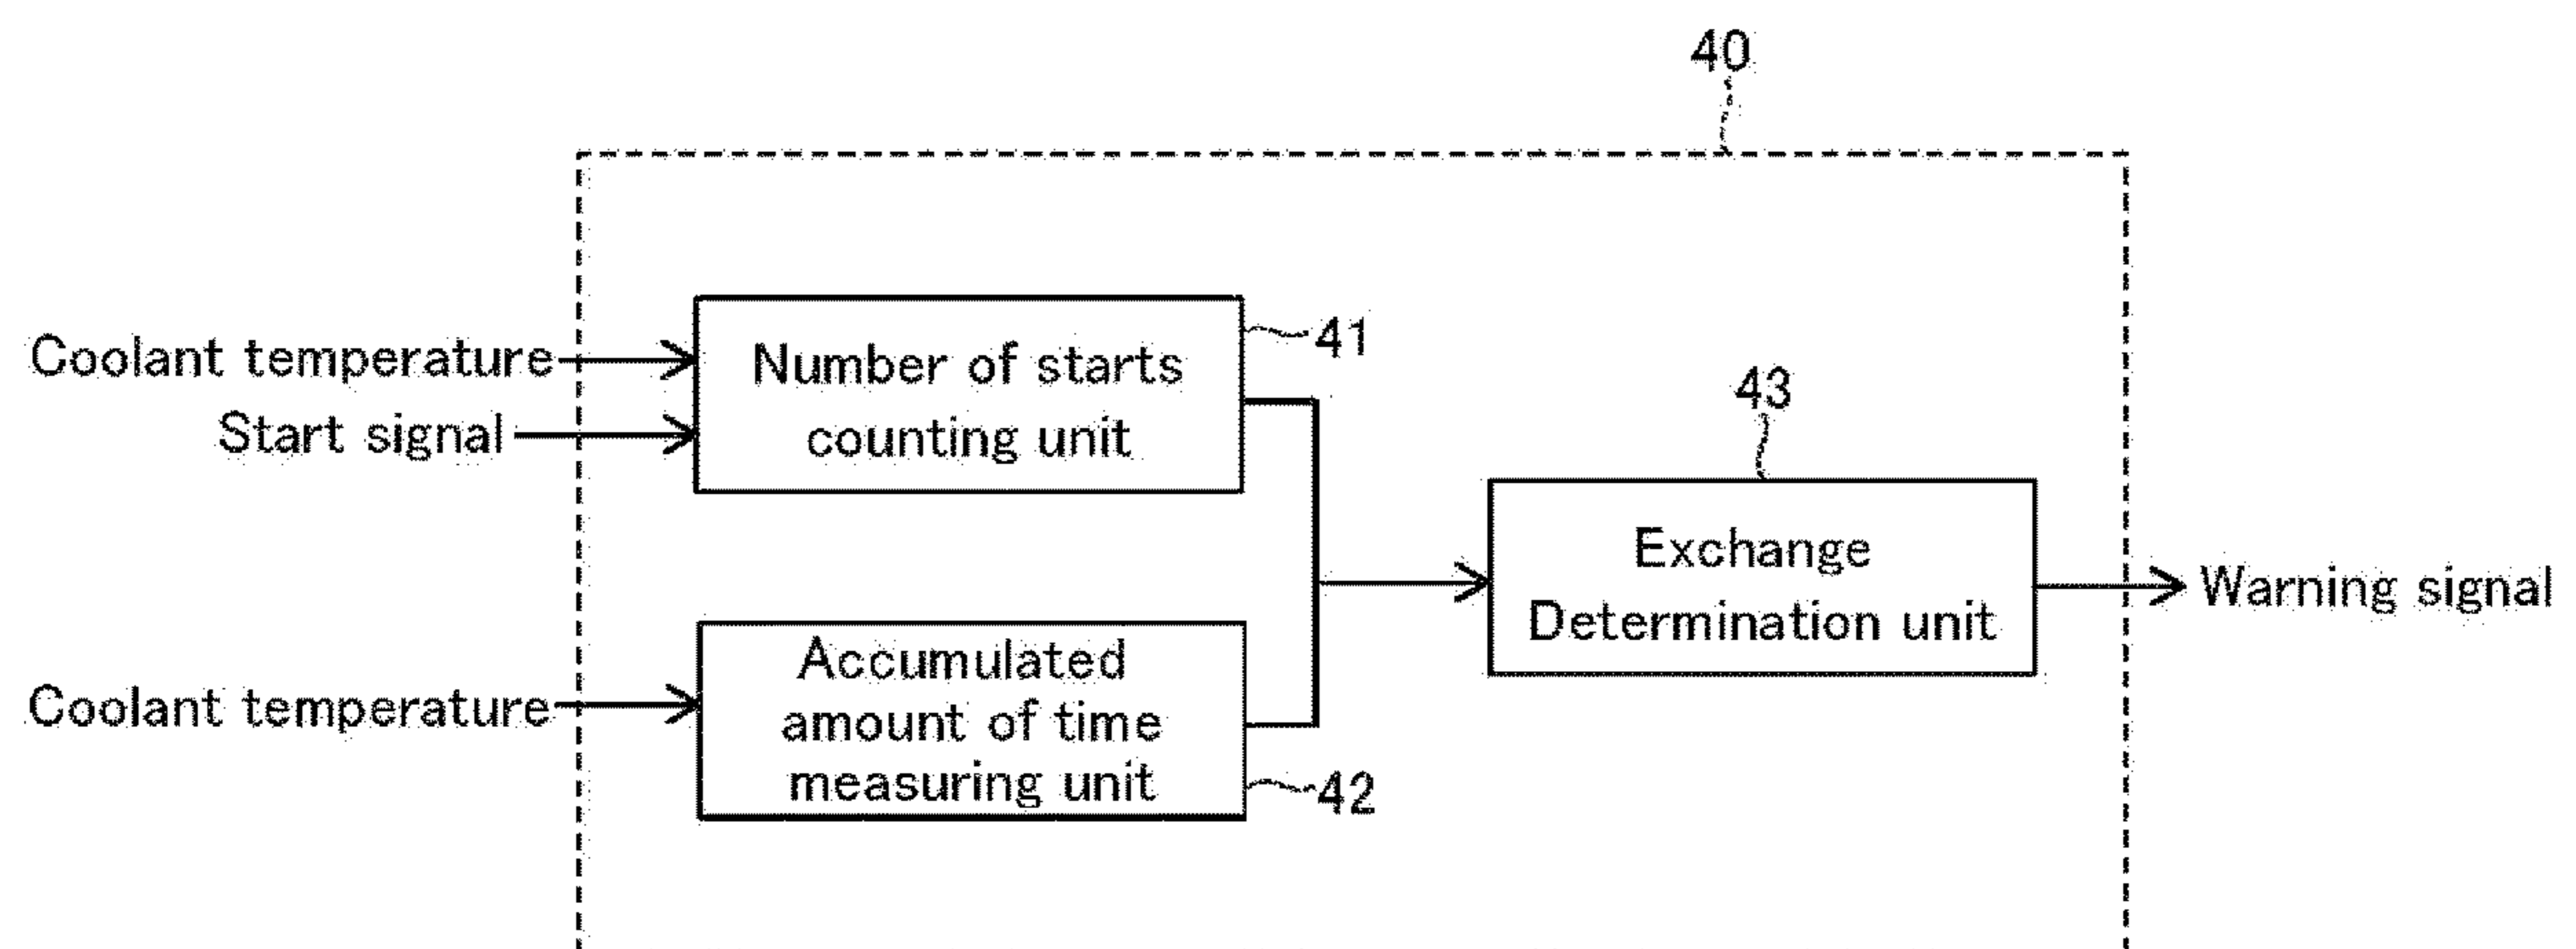 40
Coolant temperature
Start signal
Number of starts
counting unit
41
43
Exchange
Determination unit
Warning signal
Coolant temperature
Accumulated
amount of time
measuring unit
42